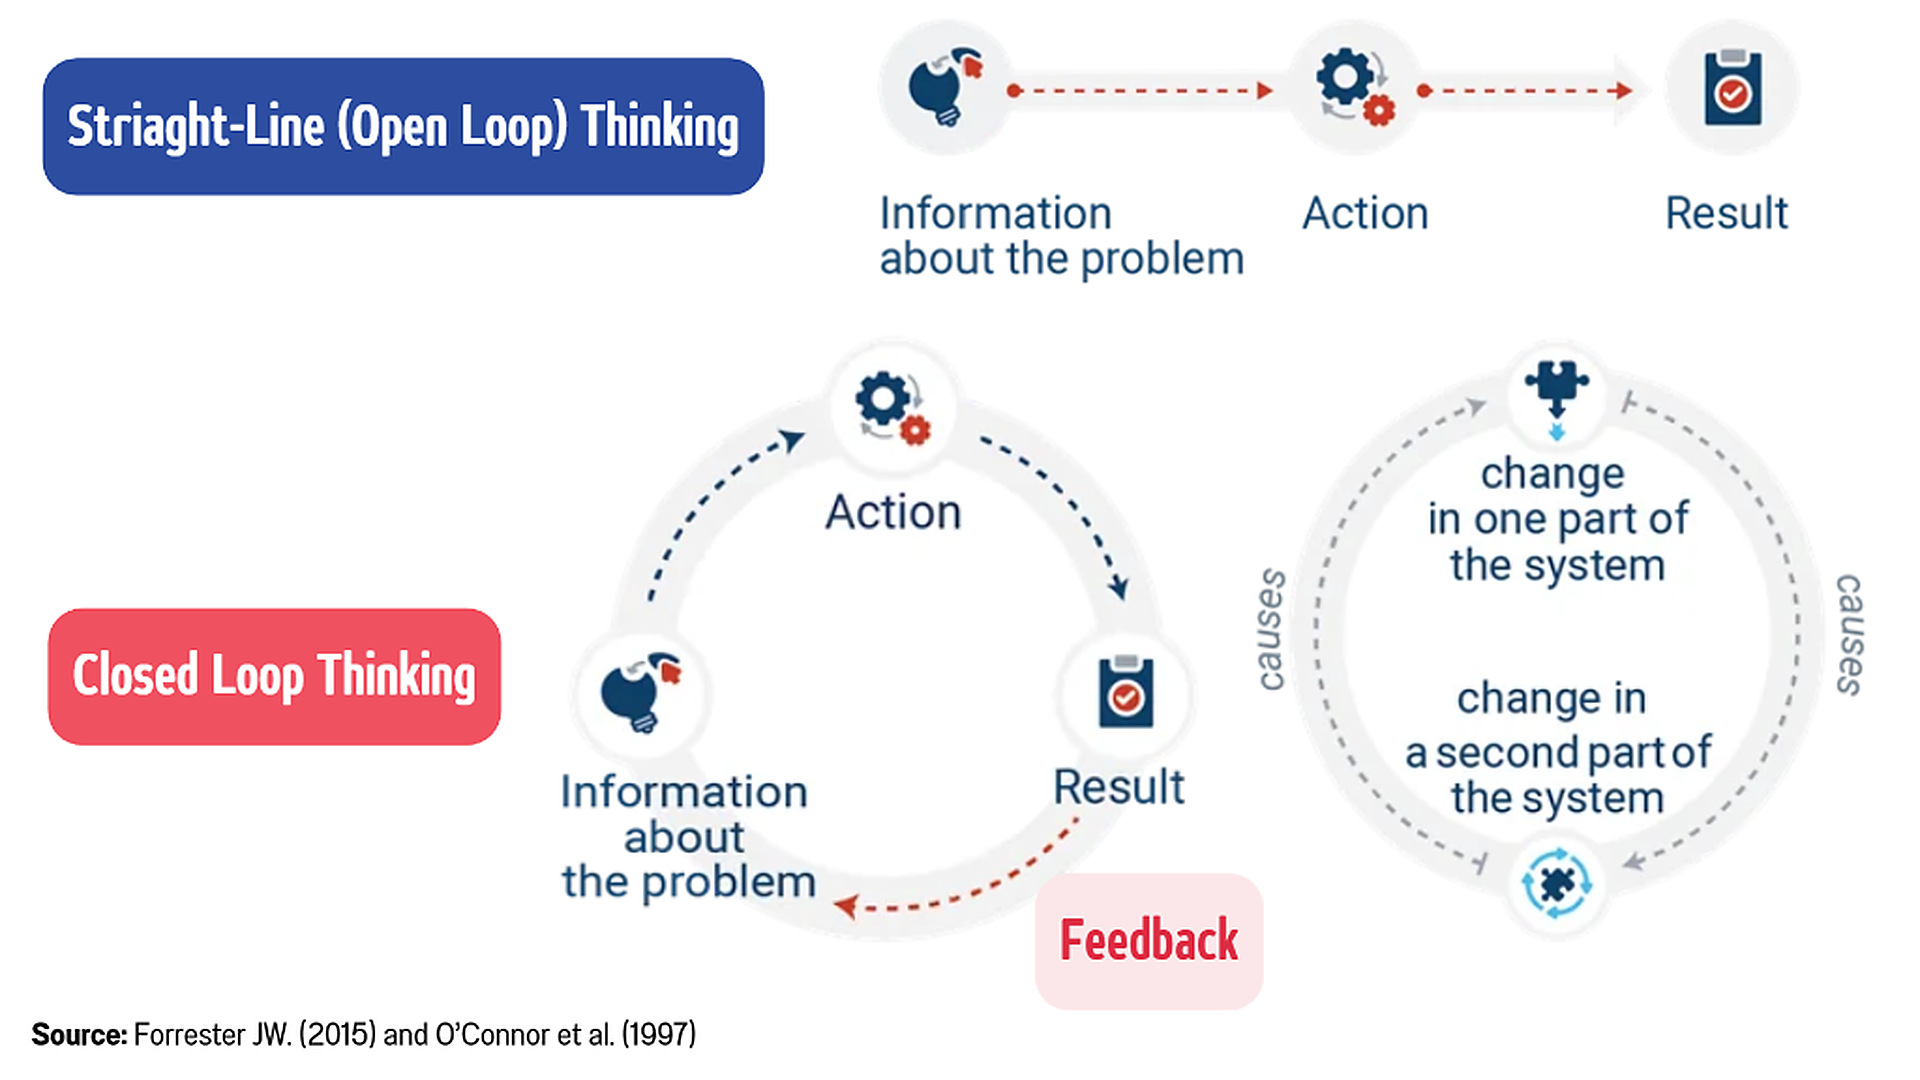 Striaght-Line (Open Loop) Thinking
Information
about the problem
Action
Result
Closed Loop Thinking
Action
Information
about
the problem
Result
Feedback
causes
change
in one part of
the system
change in
a second part of
the system
causes
Source: Forrester JW. (2015) and O'Connor et al. (1997)